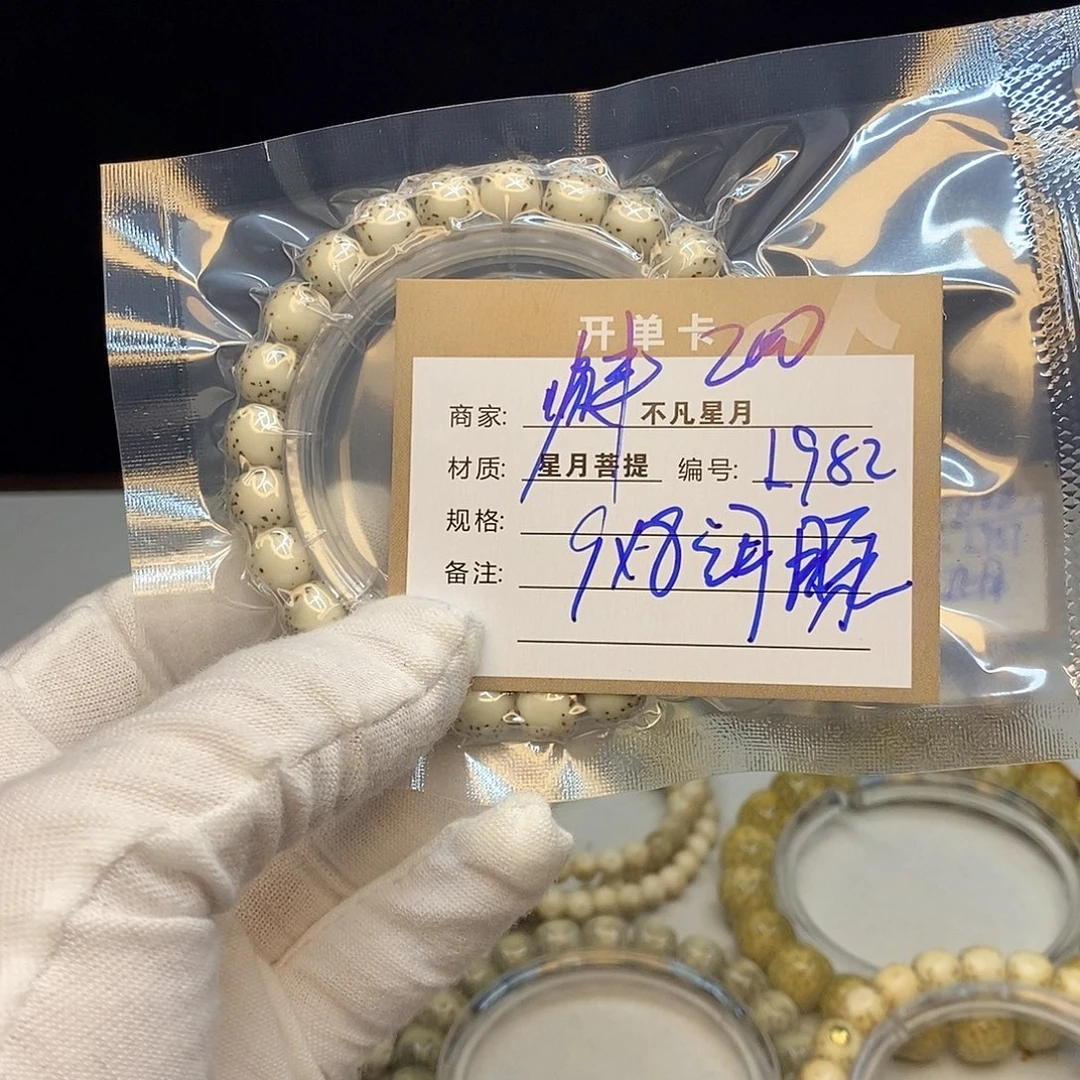 开单卡
200
商家: 不凡星月
材质: 星月菩提 编号: L982
规格: 9x8
备注: